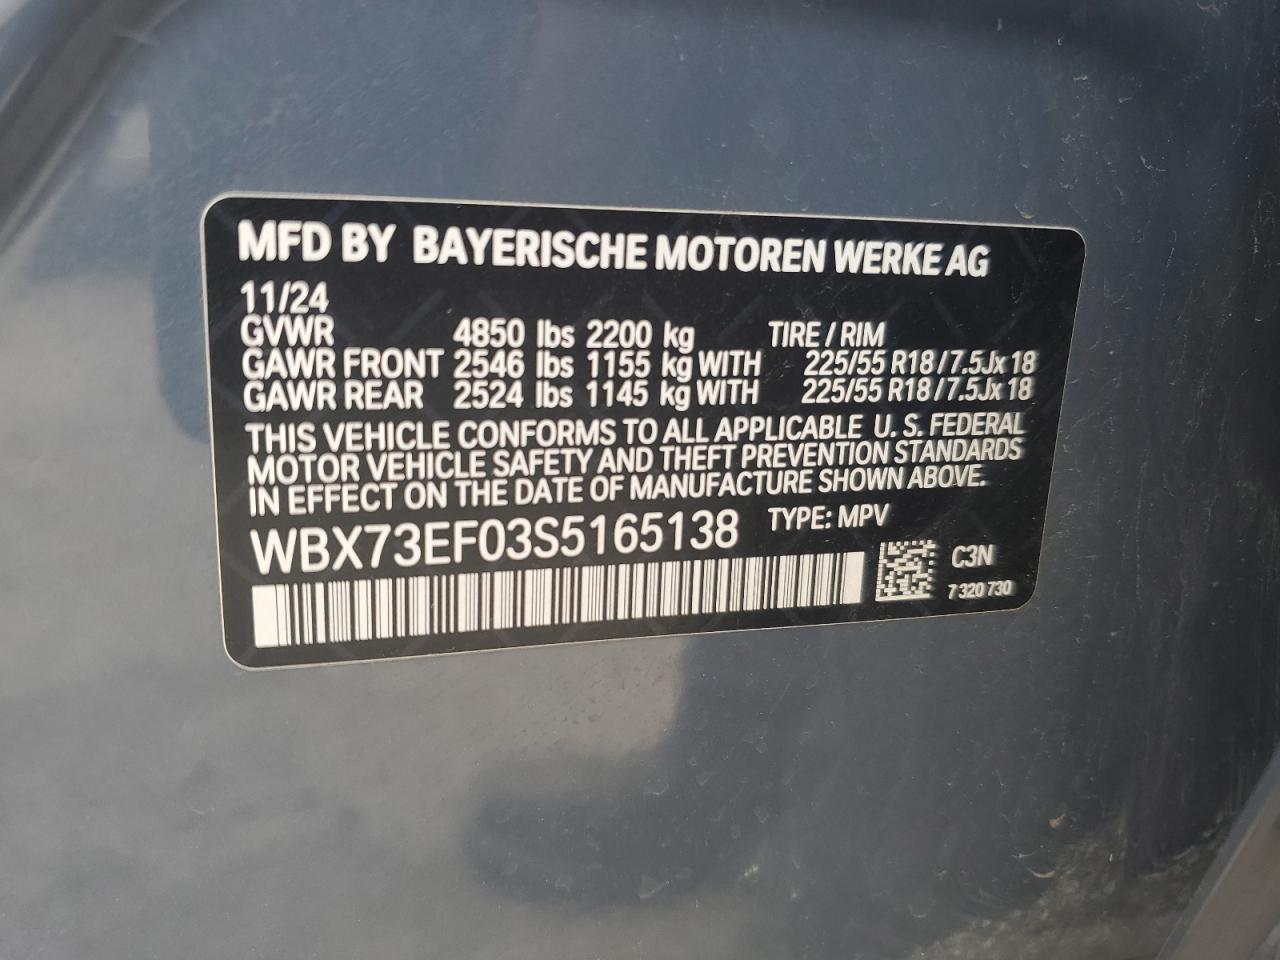 MFD BY BAYERISCHE MOTOREN WERKE AG
11/24
GVWR 4850 lbs 2200 kg TIRE / RIM
GAWR FRONT 2546 lbs 1155 kg WITH 225/55 R18 / 7.5Jx 18
GAWR REAR 2524 lbs 1145 kg WITH 225/55 R18 / 7.5Jx 18
THIS VEHICLE CONFORMS TO ALL APPLICABLE U. S. FEDERAL
MOTOR VEHICLE SAFETY AND THEFT PREVENTION STANDARDS
IN EFFECT ON THE DATE OF MANUFACTURE SHOWN ABOVE.
WBX73EF03S5165138 TYPE: MPV
C3N
7 320 730